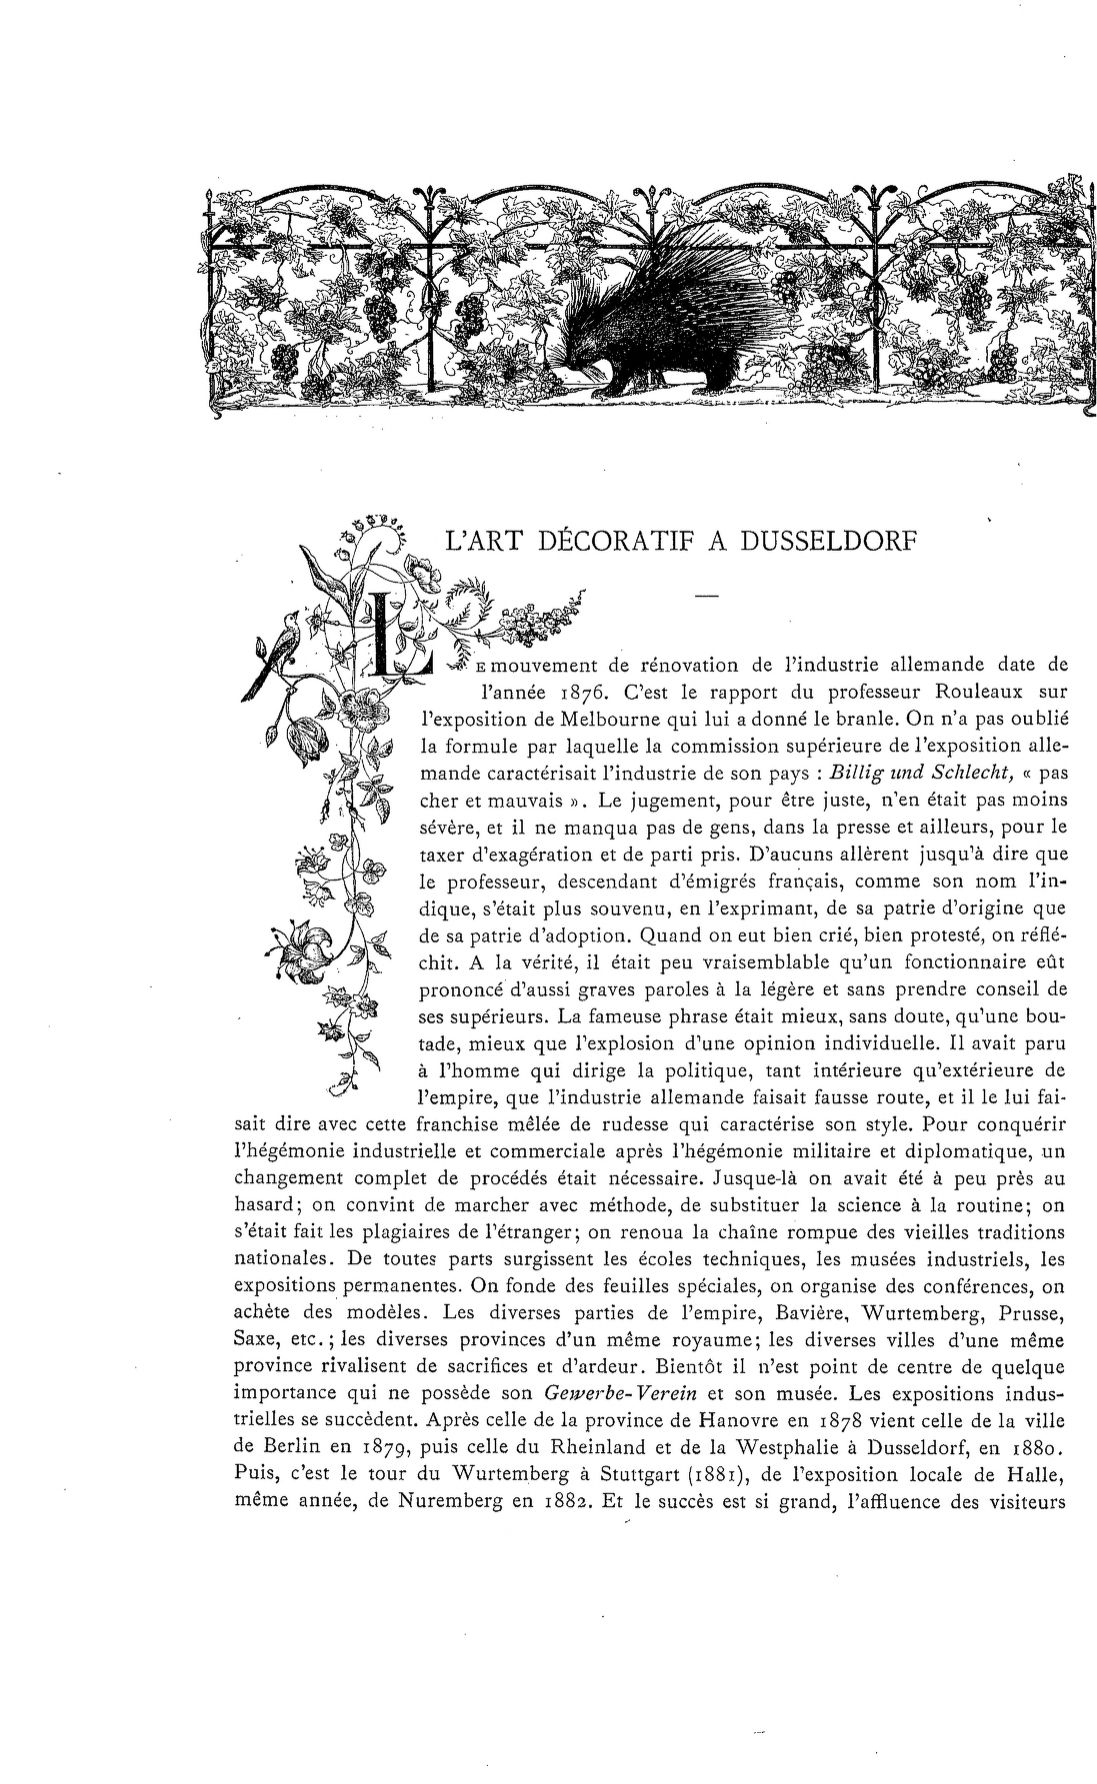 L'ART DÉCORATIF A DUSSELDORF
LE mouvement de rénovation de l'industrie allemande date de
l'année 1876. C'est le rapport du professeur Rouleaux sur
l'exposition de Melbourne qui lui a donné le branle. On n'a pas oublié
la formule par laquelle la commission supérieure de l'exposition alle-
mande caractérisait l'industrie de son pays : Billig und Schlecht, « pas
cher et mauvais ». Le jugement, pour être juste, n'en était pas moins
sévère, et il ne manqua pas de gens, dans la presse et ailleurs, pour le
taxer d'exagération et de parti pris. D'aucuns allèrent jusqu'à dire que
le professeur, descendant d'émigrés français, comme son nom l'in-
dique, s'était plus souvenu, en l'exprimant, de sa patrie d'origine que
de sa patrie d'adoption. Quand on eut bien crié, bien protesté, on réflé-
chit. A la vérité, il était peu vraisemblable qu'un fonctionnaire eût
prononcé d'aussi graves paroles à la légère et sans prendre conseil de
ses supérieurs. La fameuse phrase était mieux, sans doute, qu'une bou-
tade, mieux que l'explosion d'une opinion individuelle. Il avait paru
à l'homme qui dirige la politique, tant intérieure qu'extérieure de
l'empire, que l'industrie allemande faisait fausse route, et il le lui fai-
sait dire avec cette franchise mêlée de rudesse qui caractérise son style. Pour conquérir
l'hégémonie industrielle et commerciale après l'hégémonie militaire et diplomatique, un
changement complet de procédés était nécessaire. Jusque-là on avait été à peu près au
hasard; on convint de marcher avec méthode, de substituer la science à la routine; on
s'était fait les plagiaires de l'étranger; on renoua la chaîne rompue des vieilles traditions
nationales. De toutes parts surgissent les écoles techniques, les musées industriels, les
expositions permanentes. On fonde des feuilles spéciales, on organise des conférences, on
achète des modèles. Les diverses parties de l'empire, Bavière, Wurtemberg, Prusse,
Saxe, etc.; les diverses provinces d'un même royaume; les diverses villes d'une même
province rivalisent de sacrifices et d'ardeur. Bientôt il n'est point de centre de quelque
importance qui ne possède son Gewerbe-Verein et son musée. Les expositions indus-
trielles se succèdent. Après celle de la province de Hanovre en 1878 vient celle de la ville
de Berlin en 1879, puis celle du Rheinland et de la Westphalie à Dusseldorf, en 1880.
Puis, c'est le tour du Wurtemberg à Stuttgart (1881), de l'exposition locale de Halle,
même année, de Nuremberg en 1882. Et le succès est si grand, l'affluence des visiteurs